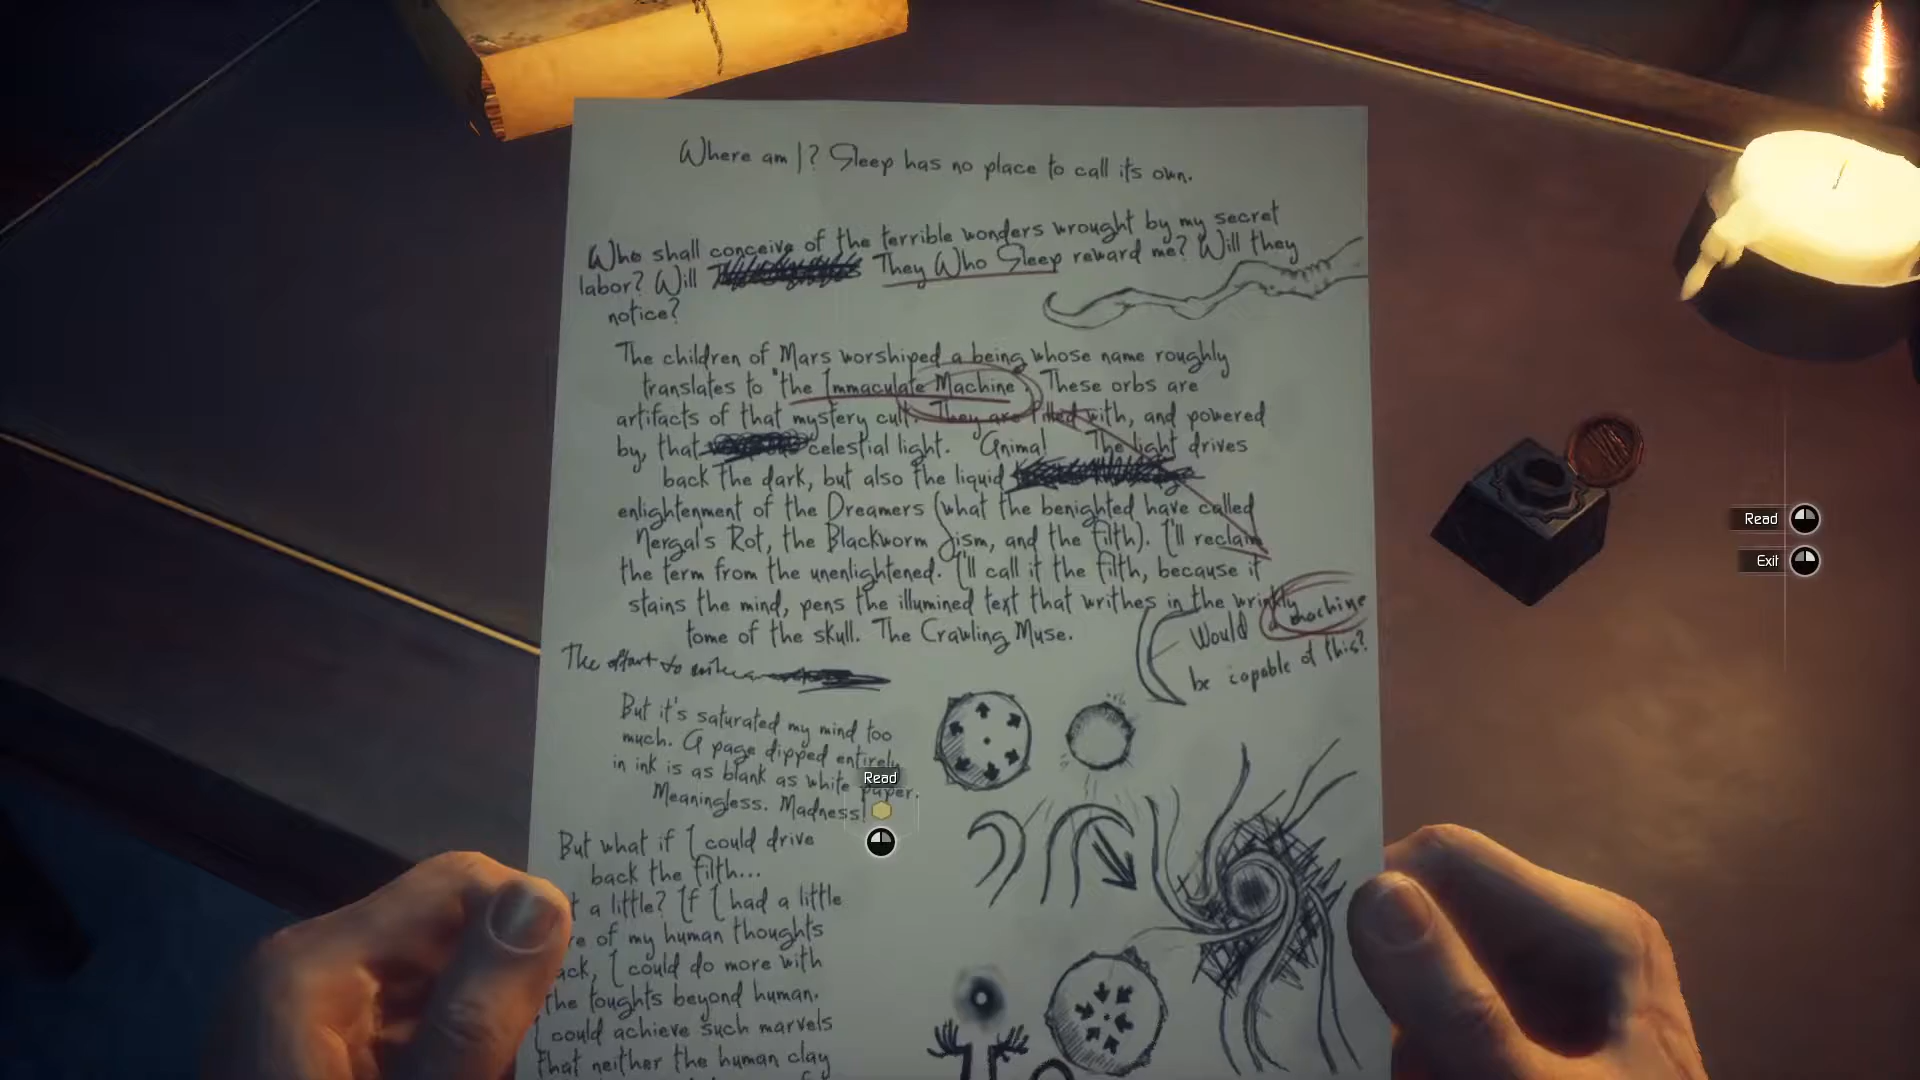 Where am I? Sleep has no place to call its own.
Who shall conceive of the terrible wonders wrought by my secret
labor? Will They Who Sleep reward me? Will they
notice?
The children of Mars worshiped a being whose name roughly
translates to "the Immaculate Machine". These orbs are
artifacts of that mystery cult. They are filled with, and powered
by, that celestial light. Anima! The light drives
back the dark, but also the liquid
enlightenment of the Dreamers (what the benighted have called
Nergal's Rot, the Blackworm Jism, and the filth). I'll reclaim
the term from the unenlightened. I'll call it the filth, because it
stains the mind, pens the illumined text that writhes in the wrinkly
tome of the skull. The Crawling Muse.
Would a machine
be capable of this?
The effort to
But it's saturated my mind too
much. A page dipped entirely
in ink is as blank as white paper.
Meaningless. Madness!
But what if I could drive
back the filth...
t a little? If I had a little
re of my human thoughts
ack, I could do more with
the toughts beyond human.
I could achieve such marvels
that neither the human clay
Read
Read
Exit